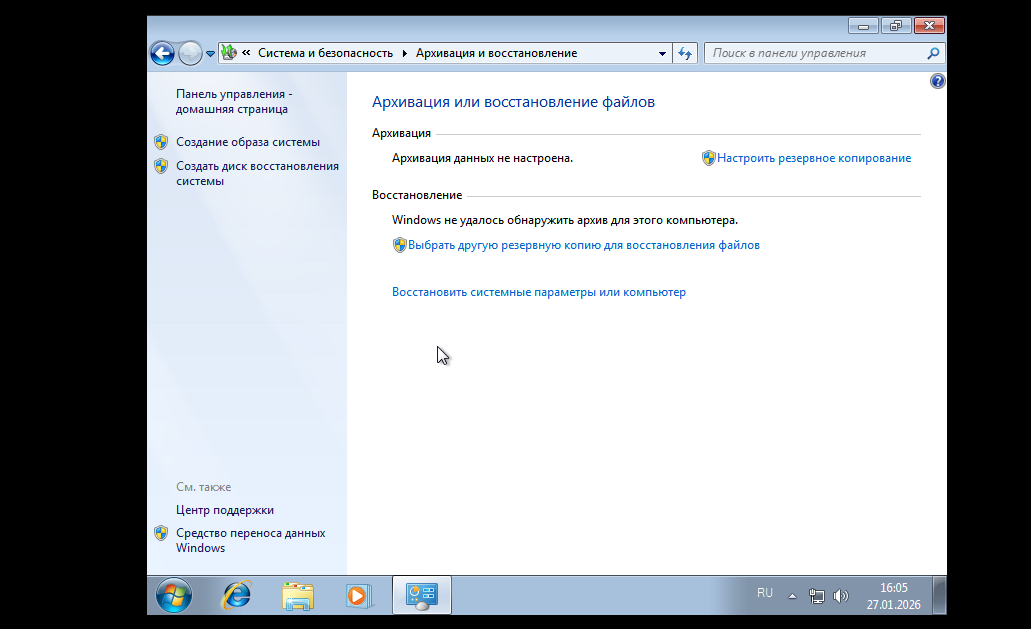 « Система и безопасность Архивация и восстановление
Поиск в панели управления
Панель управления -
домашняя страница
Создание образа системы
Создать диск восстановления
системы
Архивация или восстановление файлов
Архивация
Архивация данных не настроена.
Настроить резервное копирование
Восстановление
Windows не удалось обнаружить архив для этого компьютера.
Выбрать другую резервную копию для восстановления файлов
Восстановить системные параметры или компьютер
См. также
Центр поддержки
Средство переноса данных
Windows
RU
16:05
27.01.2026